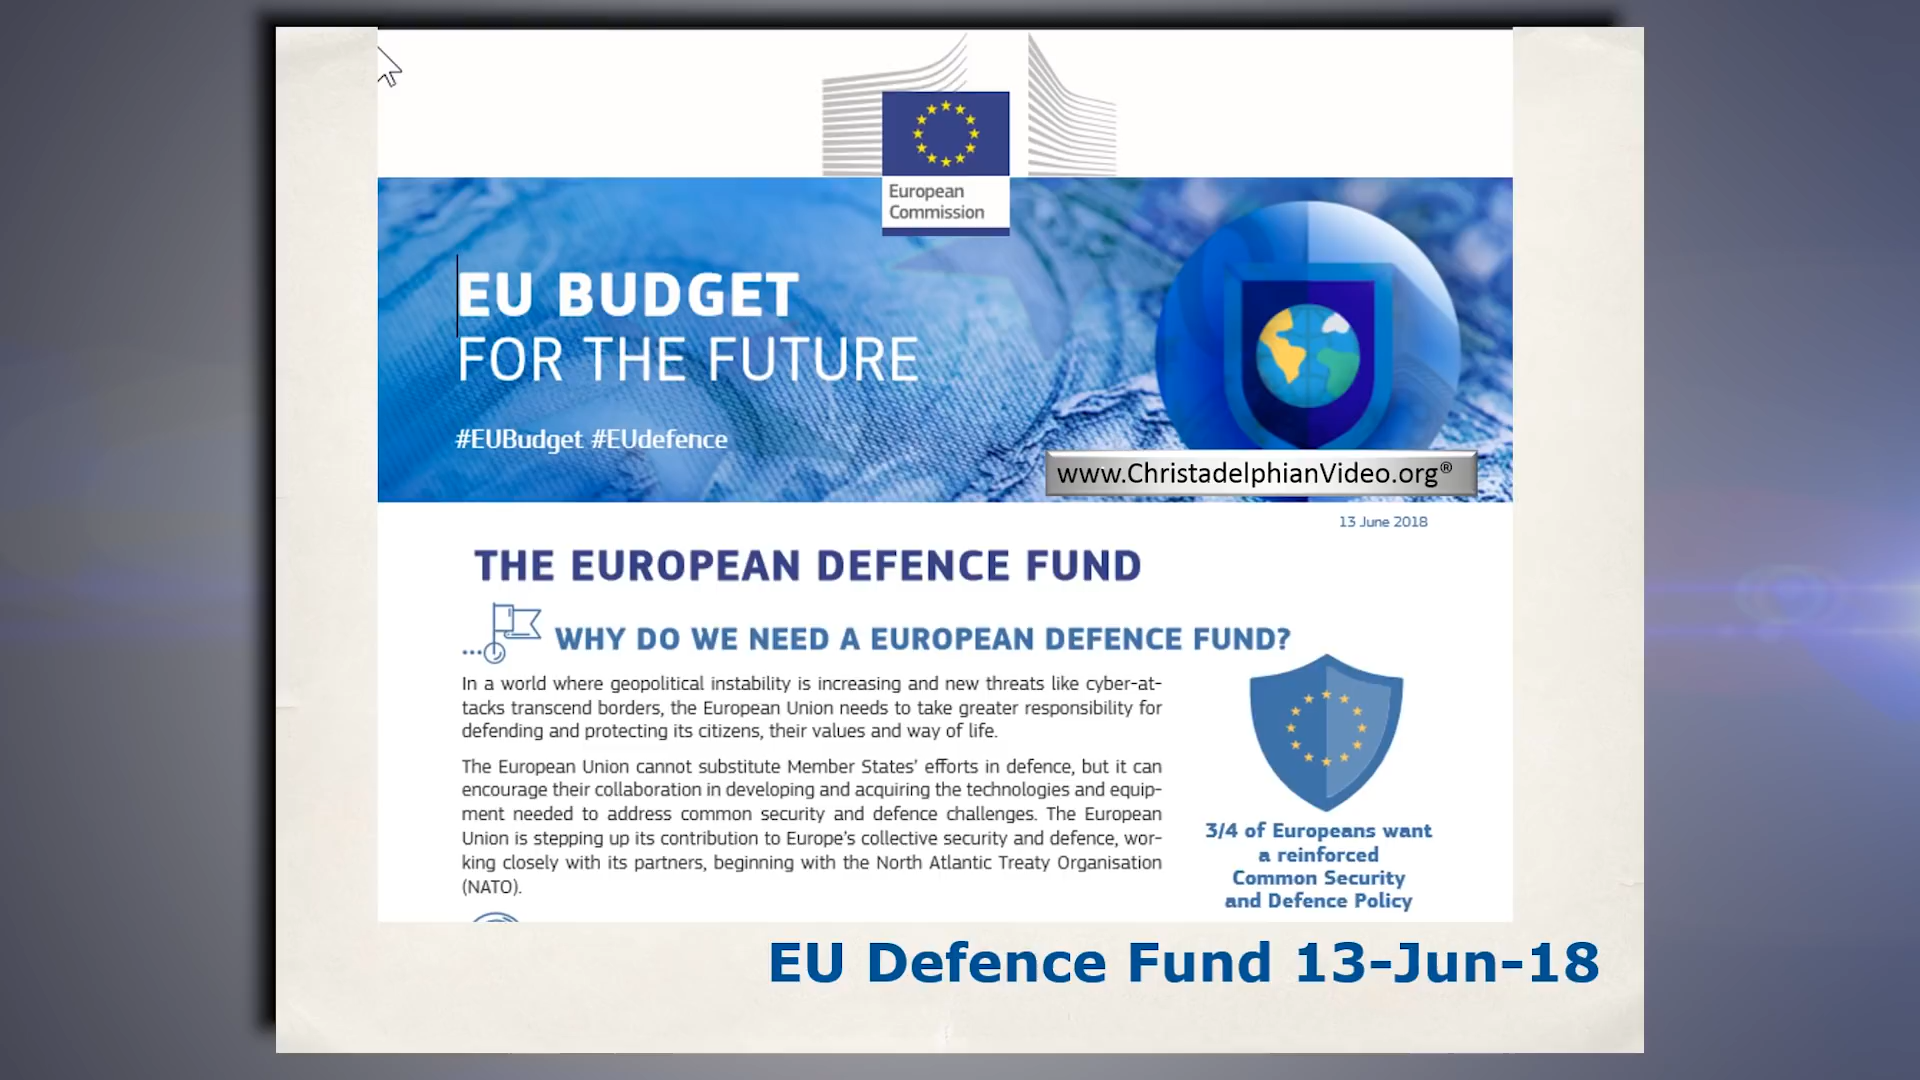 European
Commission
EU BUDGET
FOR THE FUTURE
#EUBudget #EUdefence
www.ChristadelphianVideo.org®
13 June 2018
THE EUROPEAN DEFENCE FUND
WHY DO WE NEED A EUROPEAN DEFENCE FUND?
In a world where geopolitical instability is increasing and new threats like cyber-at-
tacks transcend borders, the European Union needs to take greater responsibility for
defending and protecting its citizens, their values and way of life.
The European Union cannot substitute Member States' efforts in defence, but it can
encourage their collaboration in developing and acquiring the technologies and equip-
ment needed to address common security and defence challenges. The European
Union is stepping up its contribution to Europe's collective security and defence, wor-
king closely with its partners, beginning with the North Atlantic Treaty Organisation
(NATO).
3/4 of Europeans want
a reinforced
Common Security
and Defence Policy
EU Defence Fund 13-Jun-18